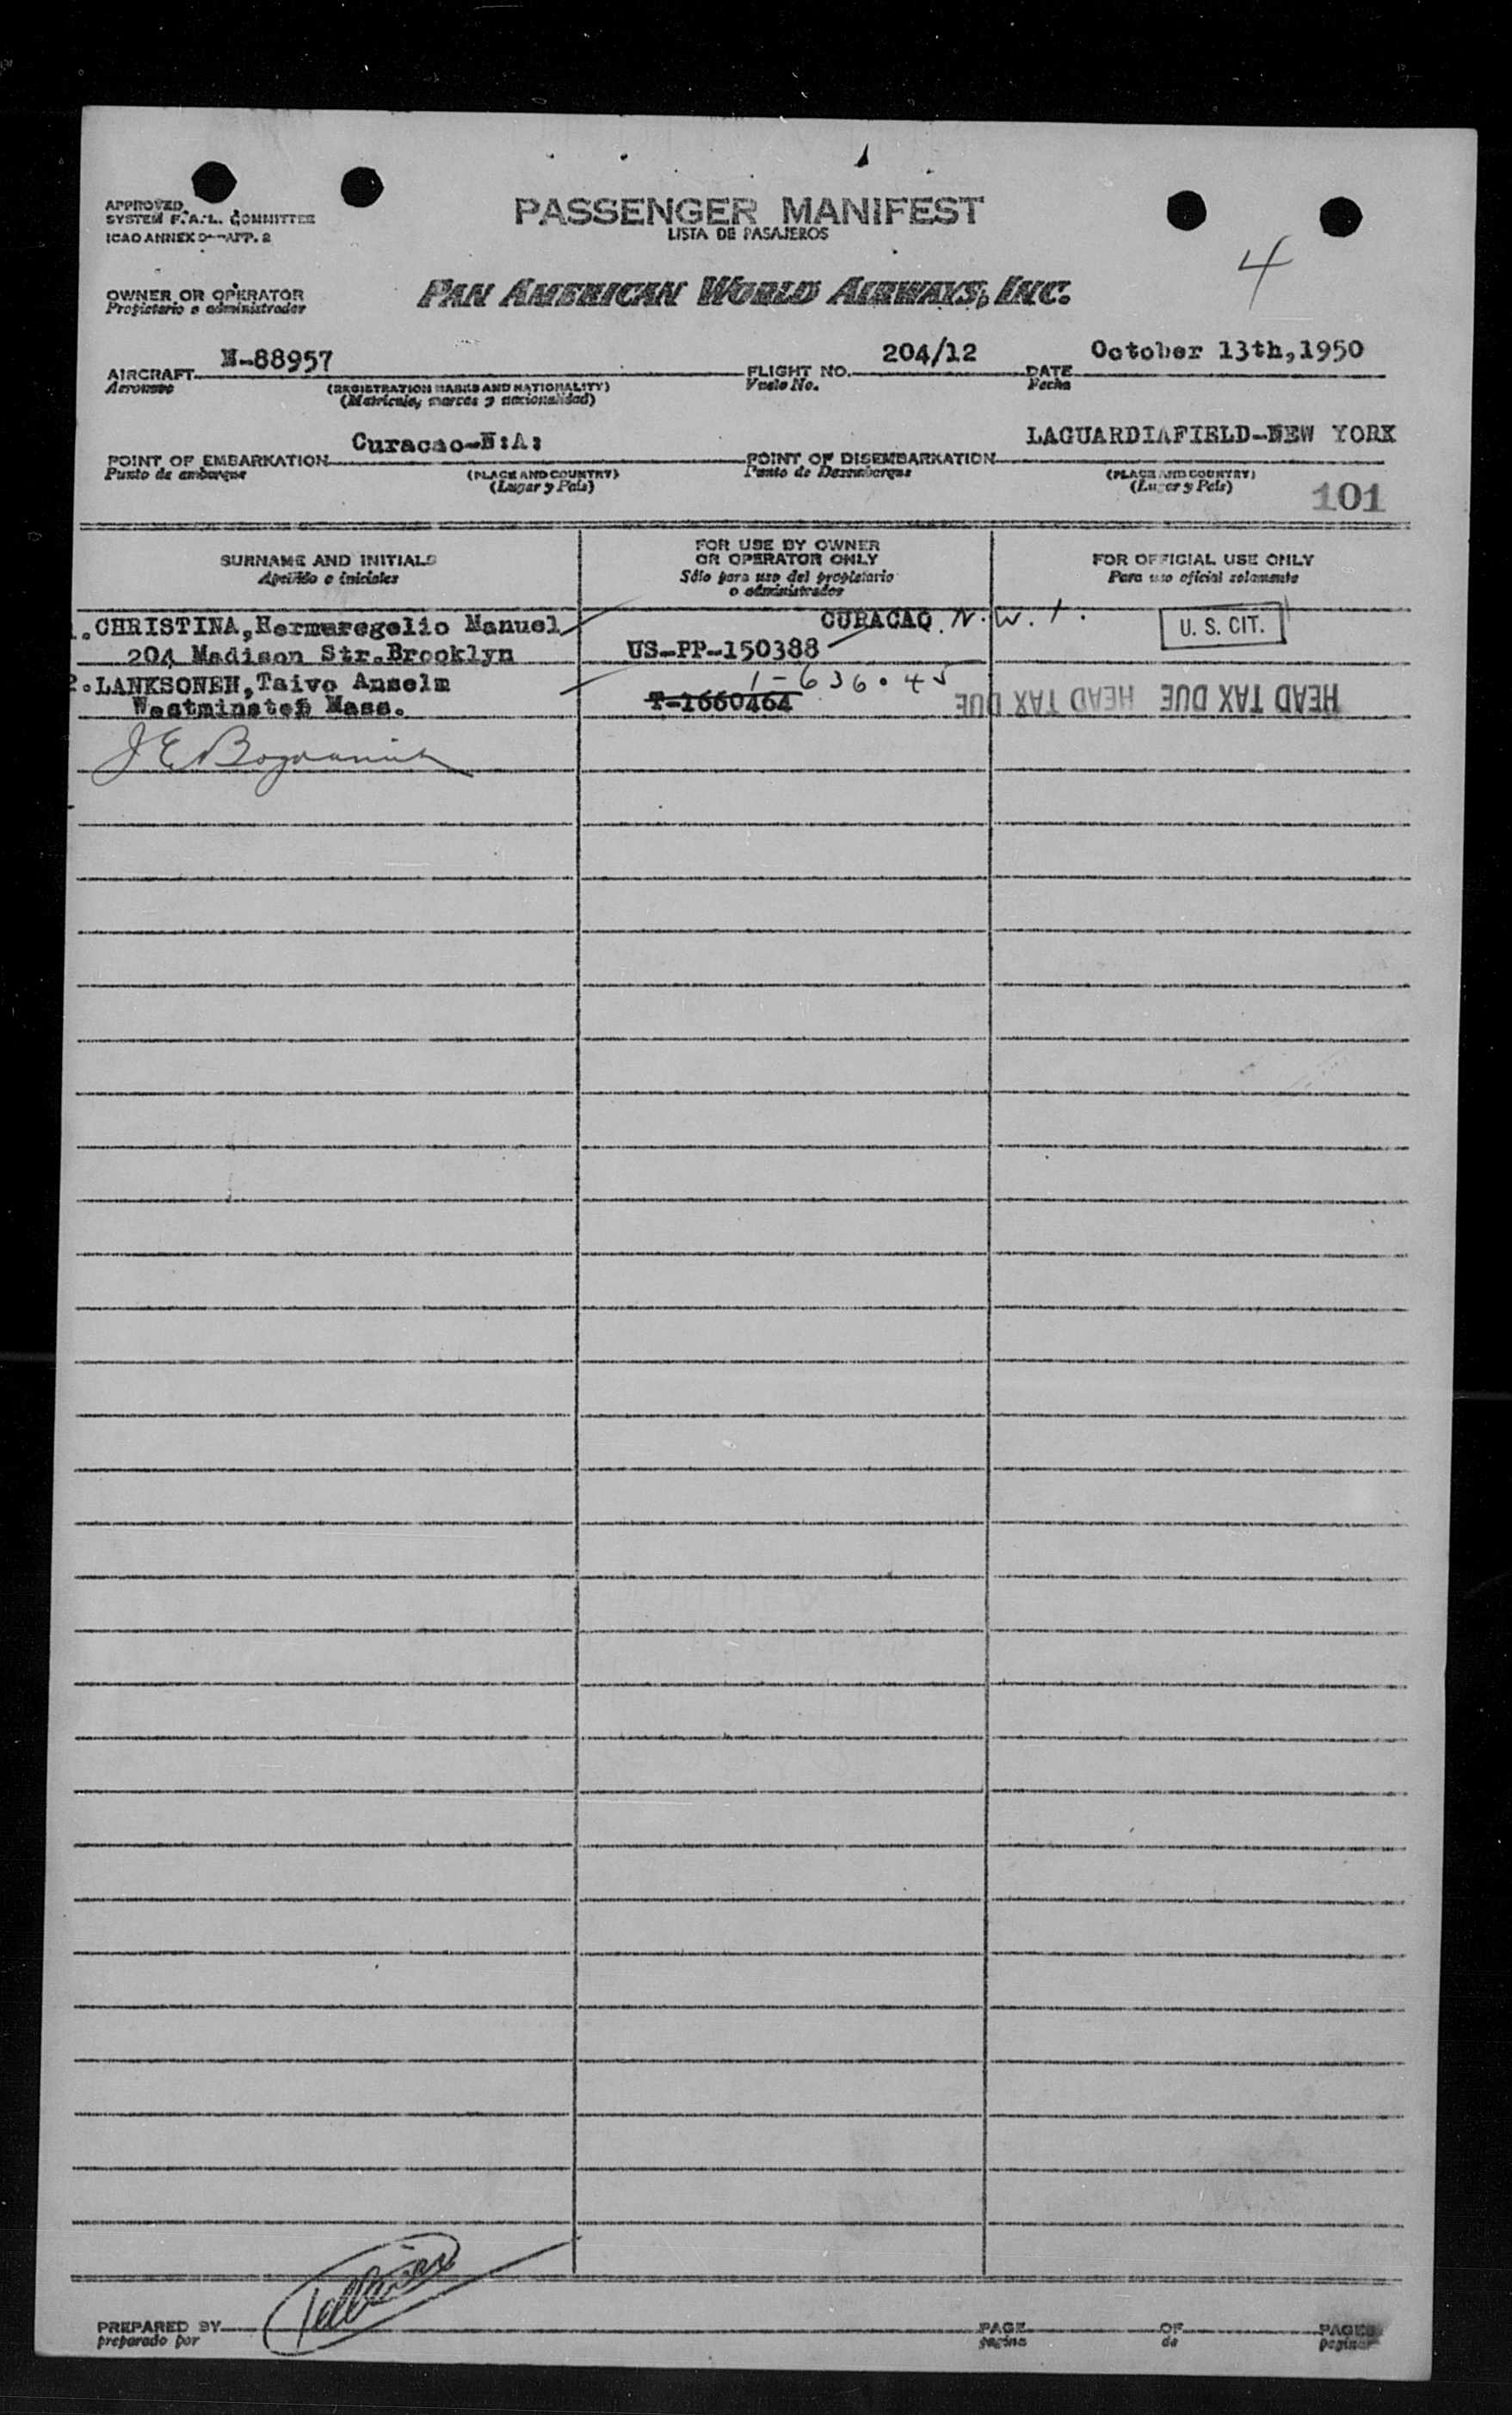 APPROVED
SYSTEM F.A.L. COMMITTEE
ICAO ANNEX 9—APP. 2
PASSENGER MANIFEST
LISTA DE PASAJEROS
4
OWNER OR OPERATOR
Propietario o administrador
PAN AMERICAN WORLD AIRWAYS, INC.
AIRCRAFT N-88957 FLIGHT NO. 204/12 DATE October 13th,1950
Aeronave (REGISTRATION MARKS AND NATIONALITY) Vuelo No. Fecha
(Matricula, marcas y nacionalidad)
POINT OF EMBARKATION Curacao-N:A: POINT OF DISEMBARKATION LAGUARDIAFIELD-NEW YORK
Punto de embarque (PLACE AND COUNTRY) Punto de Desembarque (PLACE AND COUNTRY)
(Lugar y País) (Lugar y País)
101
SURNAME AND INITIALS
Apellido e iniciales
FOR USE BY OWNER
OR OPERATOR ONLY
Sólo para uso del propietario
o administrador
FOR OFFICIAL USE ONLY
Para uso oficial solamente
1.CHRISTINA,Hermeregelio Manuel CURACAO N.W.I. U. S. CIT.
204 Madison Str.Brooklyn US-PP-150388
2.LANKSONEN,Taivo Anselm 1-636.45
Westminster Mass. T-1660464 HEAD TAX DUE HEAD TAX DUE
PREPARED BY PAGE OF PAGES
preparado por pagina de paginas